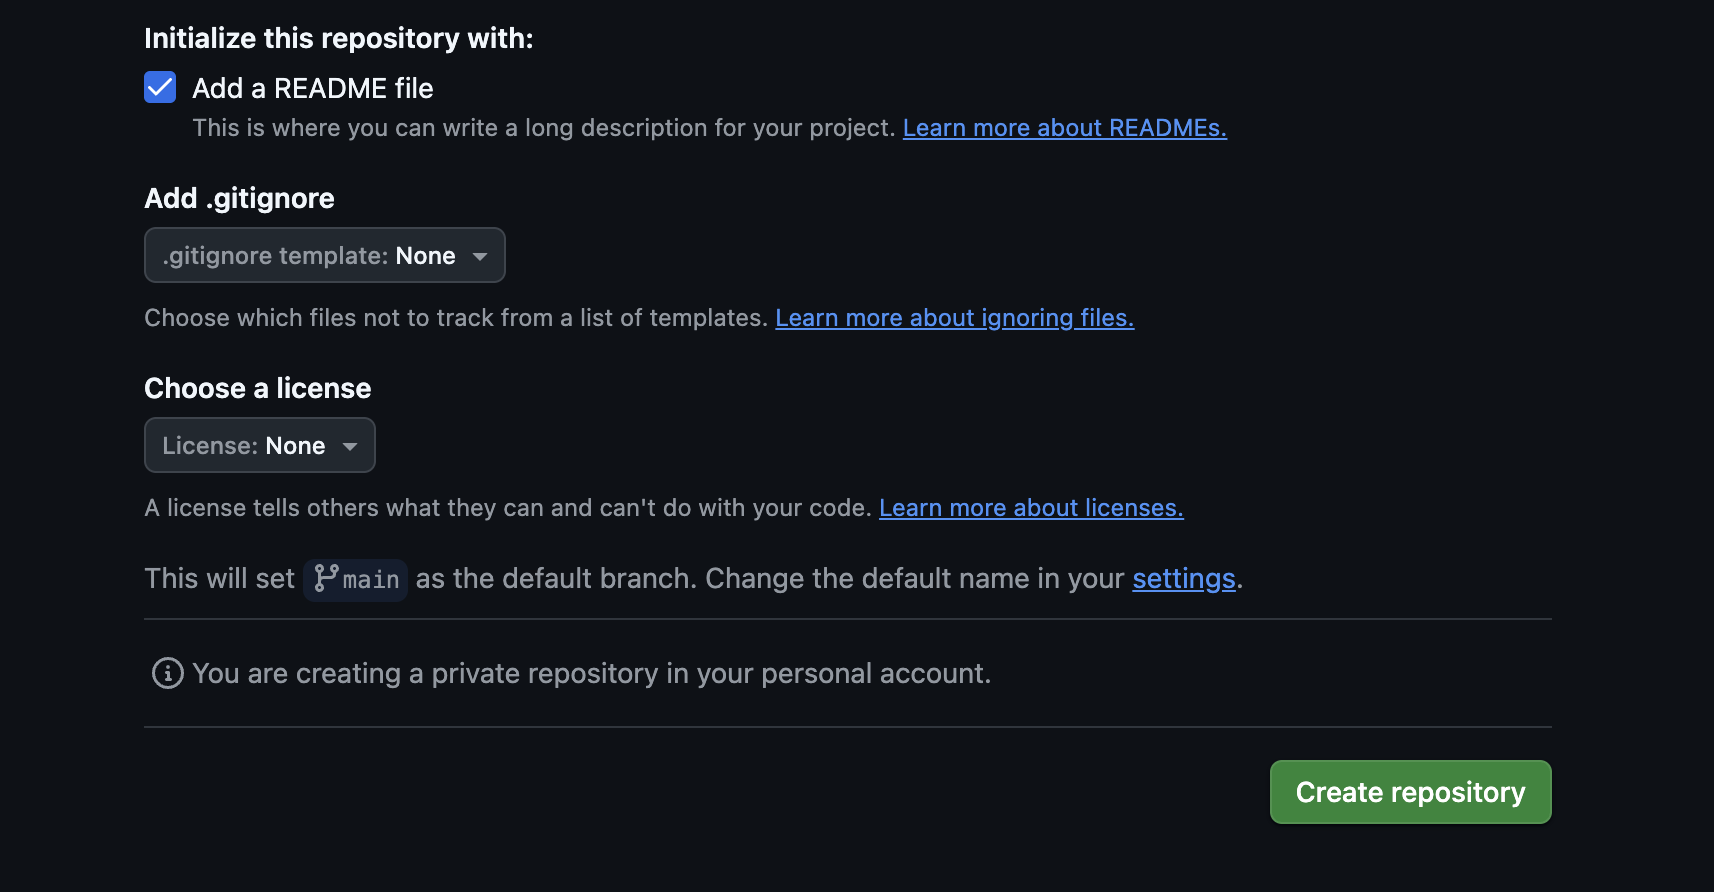 Initialize this repository with:
Add a README file
This is where you can write a long description for your project. Learn more about READMEs.
Add .gitignore
.gitignore template: None
Choose which files not to track from a list of templates. Learn more about ignoring files.
Choose a license
License: None
A license tells others what they can and can't do with your code. Learn more about licenses.
This will set main as the default branch. Change the default name in your settings.
You are creating a private repository in your personal account.
Create repository